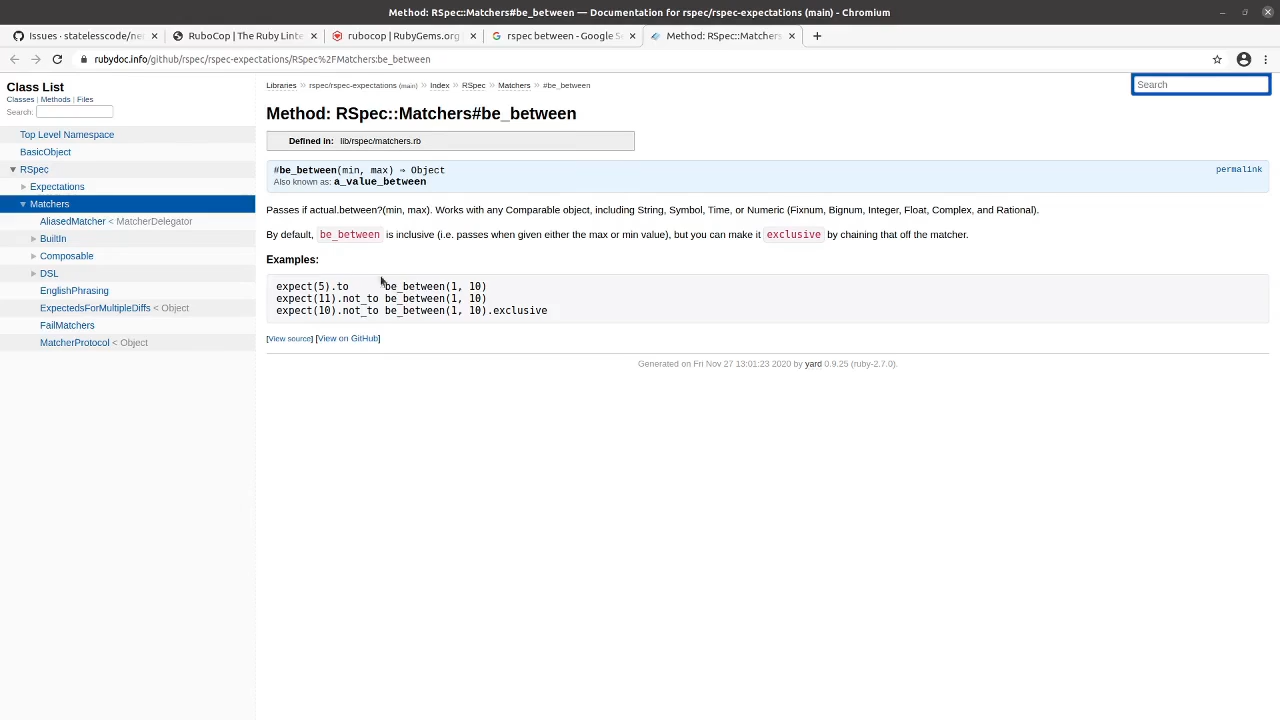 Method: RSpec::Matchers#be_between — Documentation for rspec/rspec-expectations (main) - Chromium
Issues · statelesscode/ner
RuboCop | The Ruby Linte
rubocop | RubyGems.org
rspec between - Google S
Method: RSpec::Matchers
rubydoc.info/github/rspec/rspec-expectations/RSpec%2FMatchers:be_between
Class List
Classes | Methods | Files
Search:
Top Level Namespace
BasicObject
RSpec
Expectations
Matchers
AliasedMatcher < MatcherDelegator
BuiltIn
Composable
DSL
EnglishPhrasing
ExpectedsForMultipleDiffs < Object
FailMatchers
MatcherProtocol < Object
Libraries » rspec/rspec-expectations (main) » Index » RSpec » Matchers » #be_between
Search
Method: RSpec::Matchers#be_between
Defined in: lib/rspec/matchers.rb
#be_between(min, max) ⇒ Object
permalink
Also known as: a_value_between
Passes if actual.between?(min, max). Works with any Comparable object, including String, Symbol, Time, or Numeric (Fixnum, Bignum, Integer, Float, Complex, and Rational).
By default, be_between is inclusive (i.e. passes when given either the max or min value), but you can make it exclusive by chaining that off the matcher.
Examples:
expect(5).to      be_between(1, 10)
expect(11).not_to be_between(1, 10)
expect(10).not_to be_between(1, 10).exclusive
[View source] [View on GitHub]
Generated on Fri Nov 27 13:01:23 2020 by yard 0.9.25 (ruby-2.7.0).